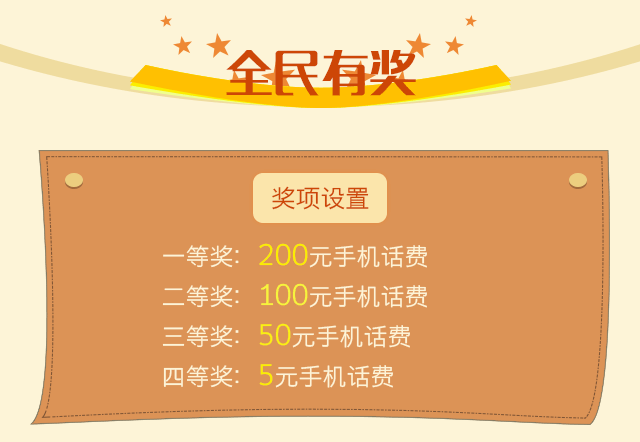 全民有奖
奖项设置
一等奖: 200元手机话费
二等奖: 100元手机话费
三等奖: 50元手机话费
四等奖: 5元手机话费